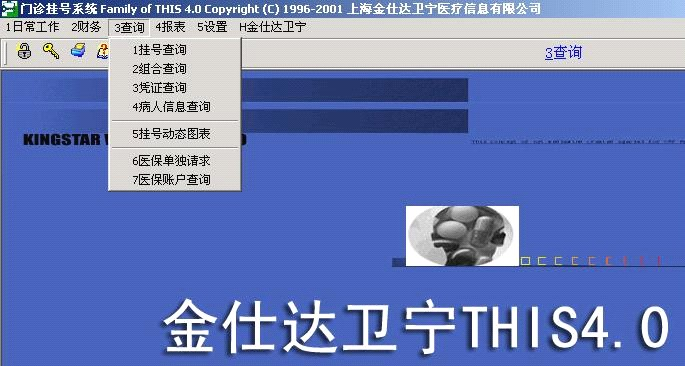 门诊挂号系统 Family of THIS 4.0 Copyright (C) 1996-2001 上海金仕达卫宁医疗信息有限公司
1日常工作 2财务 3查询 4报表 5设置 H金仕达卫宁
3查询
1挂号查询
2组合查询
3凭证查询
4病人信息查询
5挂号动态图表
6医保单独请求
7医保账户查询
KINGSTAR
金仕达卫宁THIS4.0